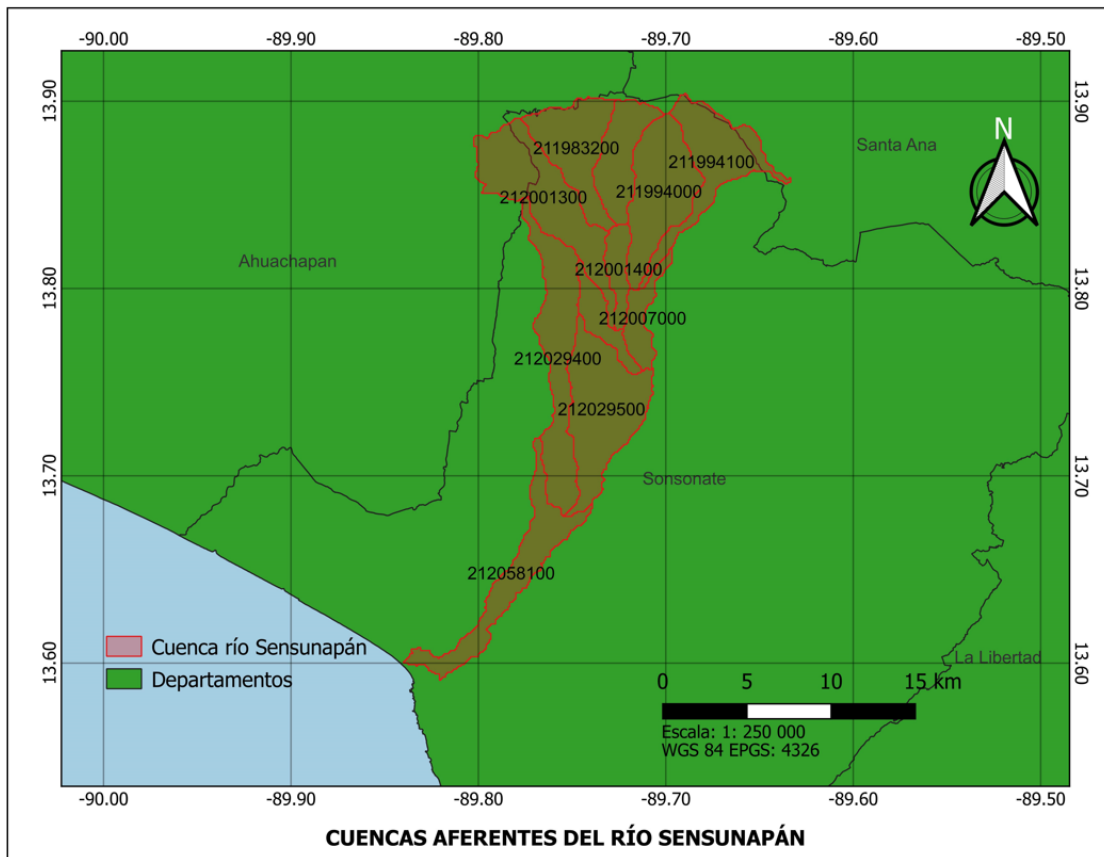 -90.00 -89.90 -89.80 -89.70 -89.60 -89.50
13.90 13.90
N
Santa Ana
211983200
211994100
211994000
212001300
Ahuachapan
212001400
13.80 13.80
212007000
212029400
212029500
13.70 13.70
Sonsonate
212058100
Cuenca río Sensunapán
Departamentos
13.60 13.60
La Libertad
0 5 10 15 km
Escala: 1: 250 000
WGS 84 EPGS: 4326
-90.00 -89.90 -89.80 -89.70 -89.60 -89.50
CUENCAS AFERENTES DEL RÍO SENSUNAPÁN